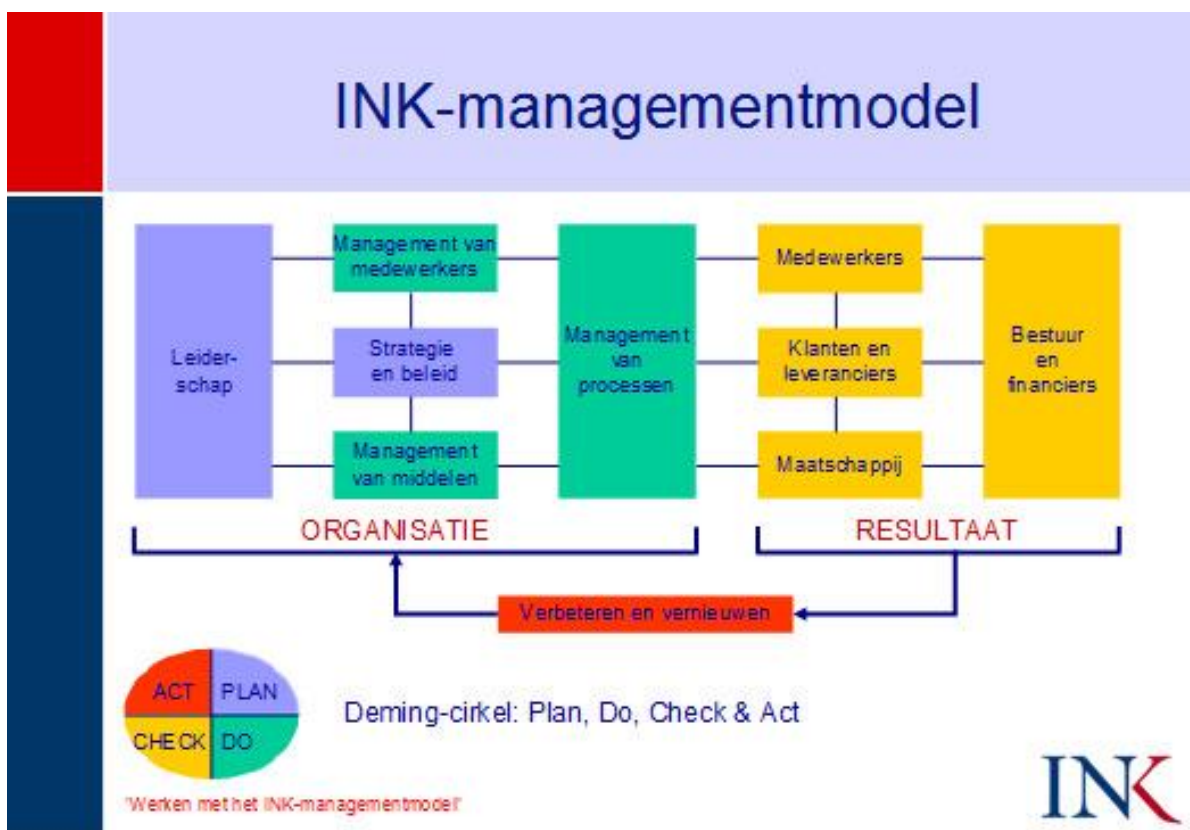 INK-managementmodel
Leider-
schap
Management van
medewerkers
Strategie
en beleid
Management
van middelen
Management
van
processen
Medewerkers
Klanten en
leveranciers
Maatschappij
Bestuur
en
financiers
ORGANISATIE
RESULTAAT
Verbeteren en vernieuwen
ACT
PLAN
CHECK
DO
Deming-cirkel: Plan, Do, Check & Act
'Werken met het INK-managementmodel'
INK